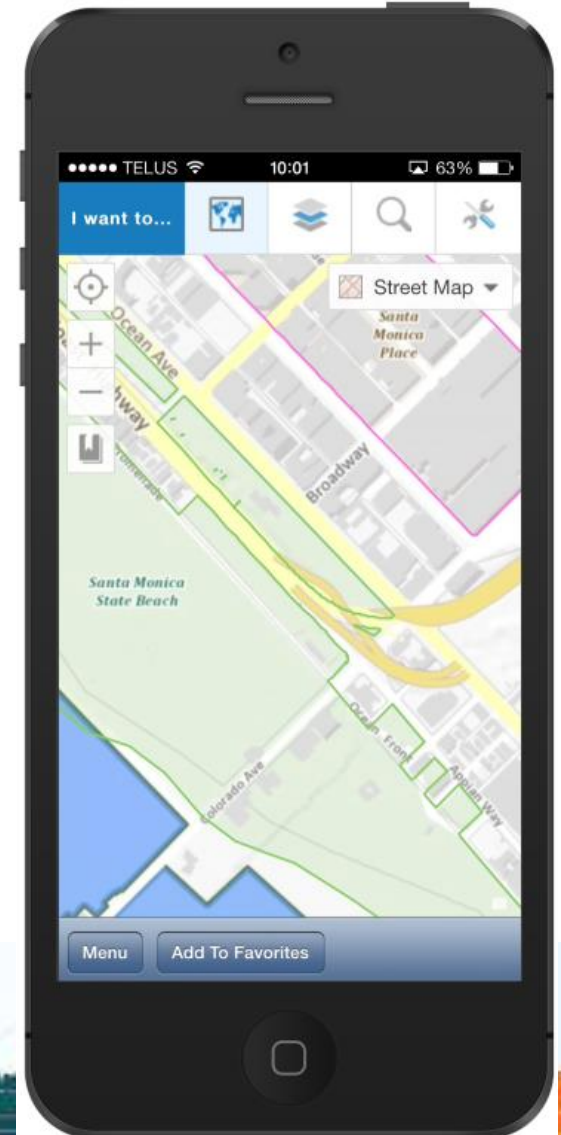 TELUS 10:01 63%
I want to...
Street Map
Santa
Monica
Place
Ocean Ave
hway
Promenade
Broadway
Santa Monica
State Beach
Ocean Front
Appian Way
Colorado Ave
Menu Add To Favorites